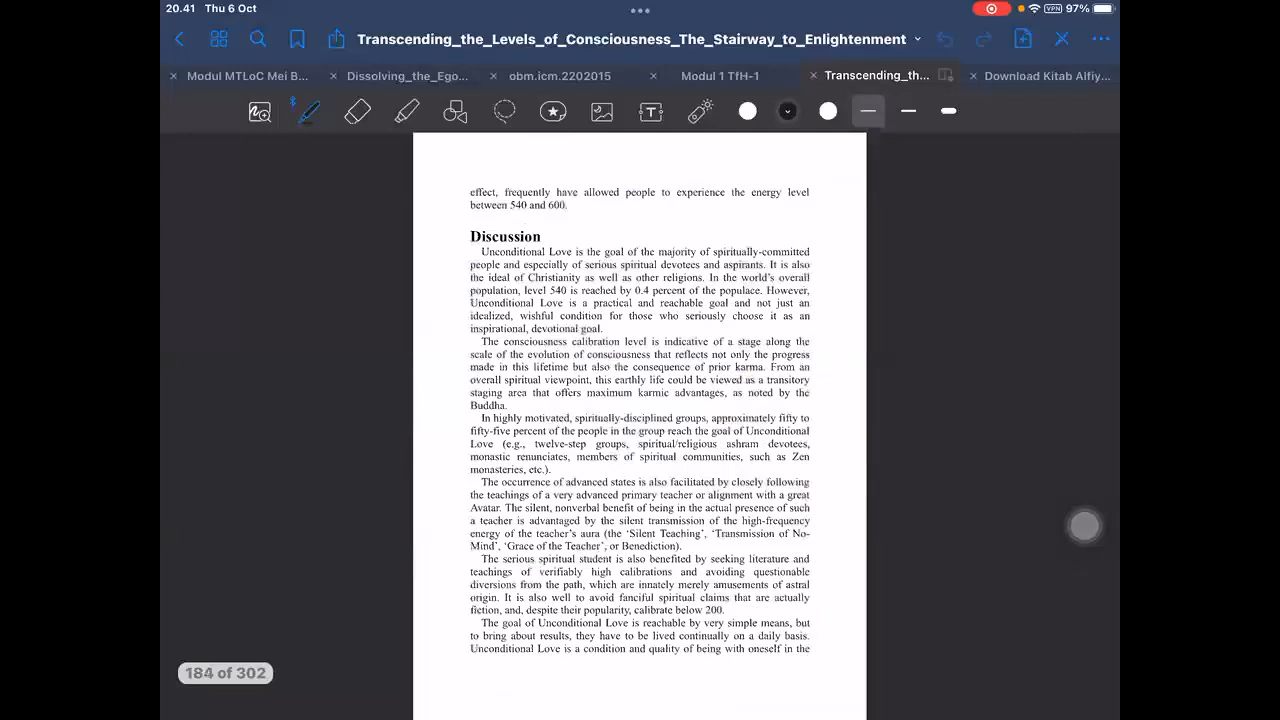 20.41 Thu 6 Oct
VPN 97%
Transcending_the_Levels_of_Consciousness_The_Stairway_to_Enlightenment
Modul MTLoC Mei B...
Dissolving_the_Ego...
obm.icm.2202015
Modul 1 TfH-1
Transcending_th...
Download Kitab Alfiy...
effect, frequently have allowed people to experience the energy level
between 540 and 600.
Discussion
Unconditional Love is the goal of the majority of spiritually-committed
people and especially of serious spiritual devotees and aspirants. It is also
the ideal of Christianity as well as other religions. In the world's overall
population, level 540 is reached by 0.4 percent of the populace. However,
Unconditional Love is a practical and reachable goal and not just an
idealized, wishful condition for those who seriously choose it as an
inspirational, devotional goal.
The consciousness calibration level is indicative of a stage along the
scale of the evolution of consciousness that reflects not only the progress
made in this lifetime but also the consequence of prior karma. From an
overall spiritual viewpoint, this earthly life could be viewed as a transitory
staging area that offers maximum karmic advantages, as noted by the
Buddha.
In highly motivated, spiritually-disciplined groups, approximately fifty to
fifty-five percent of the people in the group reach the goal of Unconditional
Love (e.g., twelve-step groups, spiritual/religious ashram devotees,
monastic renunciates, members of spiritual communities, such as Zen
monasteries, etc.).
The occurrence of advanced states is also facilitated by closely following
the teachings of a very advanced primary teacher or alignment with a great
Avatar. The silent, nonverbal benefit of being in the actual presence of such
a teacher is advantaged by the silent transmission of the high-frequency
energy of the teacher's aura (the 'Silent Teaching', 'Transmission of No-
Mind', 'Grace of the Teacher', or Benediction).
The serious spiritual student is also benefited by seeking literature and
teachings of verifiably high calibrations and avoiding questionable
diversions from the path, which are innately merely amusements of astral
origin. It is also well to avoid fanciful spiritual claims that are actually
fiction, and, despite their popularity, calibrate below 200.
The goal of Unconditional Love is reachable by very simple means, but
to bring about results, they have to be lived continually on a daily basis.
Unconditional Love is a condition and quality of being with oneself in the
184 of 302